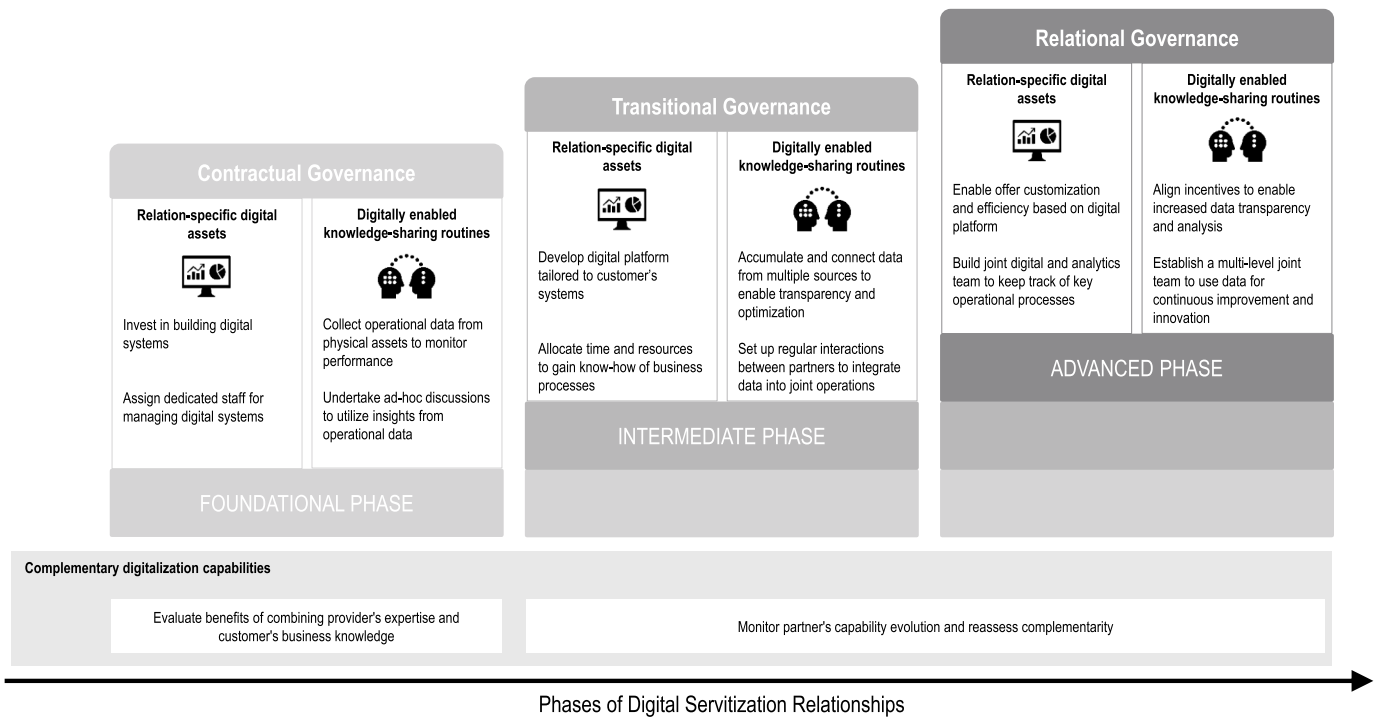 Contractual Governance
Relation-specific digital
assets
Invest in building digital
systems
Assign dedicated staff for
managing digital systems
Digitally enabled
knowledge-sharing routines
Collect operational data from
physical assets to monitor
performance
Undertake ad-hoc discussions
to utilize insights from
operational data
FOUNDATIONAL PHASE
Transitional Governance
Relation-specific digital
assets
Develop digital platform
tailored to customer's
systems
Allocate time and resources
to gain know-how of business
processes
Digitally enabled
knowledge-sharing routines
Accumulate and connect data
from multiple sources to
enable transparency and
optimization
Set up regular interactions
between partners to integrate
data into joint operations
INTERMEDIATE PHASE
Relational Governance
Relation-specific digital
assets
Enable offer customization
and efficiency based on digital
platform
Build joint digital and analytics
team to keep track of key
operational processes
Digitally enabled
knowledge-sharing routines
Align incentives to enable
increased data transparency
and analysis
Establish a multi-level joint
team to use data for
continuous improvement and
innovation
ADVANCED PHASE
Complementary digitalization capabilities
Evaluate benefits of combining provider's expertise and
customer's business knowledge
Monitor partner's capability evolution and reassess complementarity
Phases of Digital Servitization Relationships